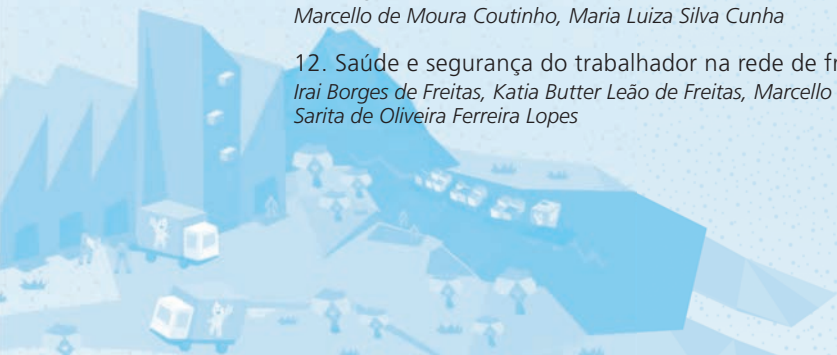 Marcello de Moura Coutinho, Maria Luiza Silva Cunha
12. Saúde e segurança do trabalhador na rede de
Irai Borges de Freitas, Katia Butter Leão de Freitas, Marcello
Sarita de Oliveira Ferreira Lopes